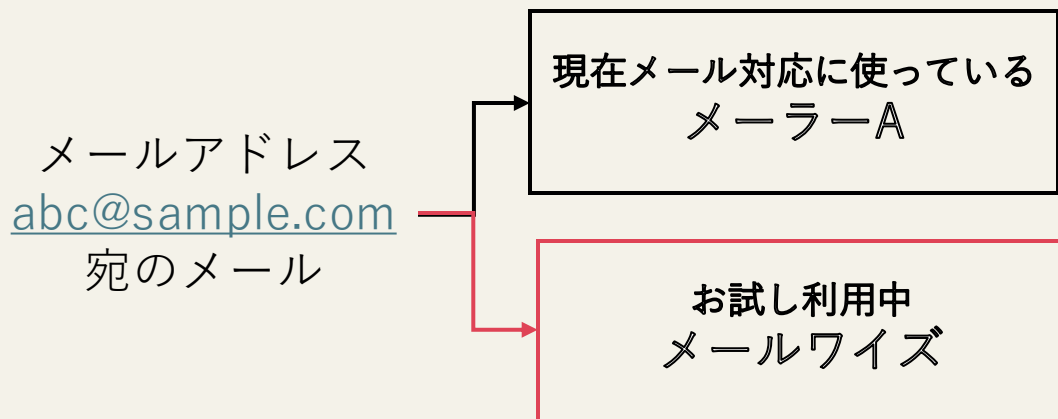 メールアドレス
abc@sample.com
宛のメール
現在メール対応に使っている
メーラーA
お試し利用中
メールワイズ